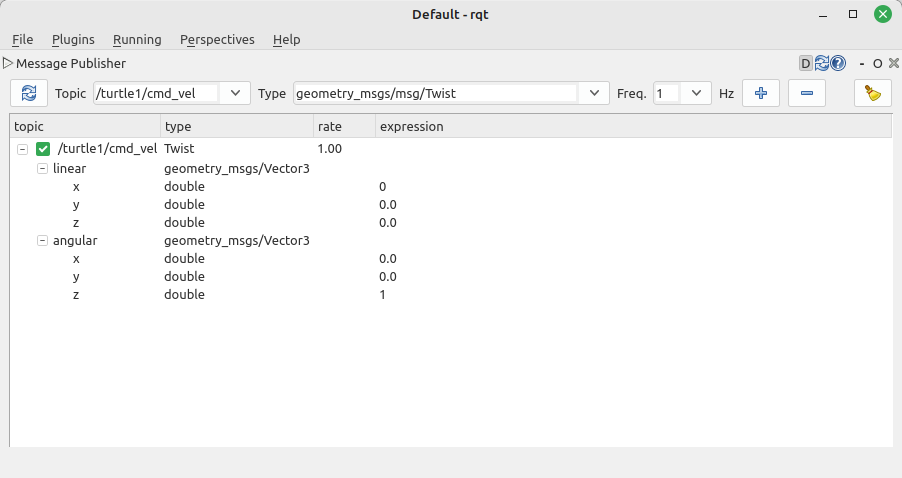 Default - rqt
File Plugins Running Perspectives Help
Message Publisher D ? - O
Topic /turtle1/cmd_vel Type geometry_msgs/msg/Twist Freq. 1 Hz
topic type rate expression
/turtle1/cmd_vel Twist 1.00
linear geometry_msgs/Vector3
x double 0
y double 0.0
z double 0.0
angular geometry_msgs/Vector3
x double 0.0
y double 0.0
z double 1